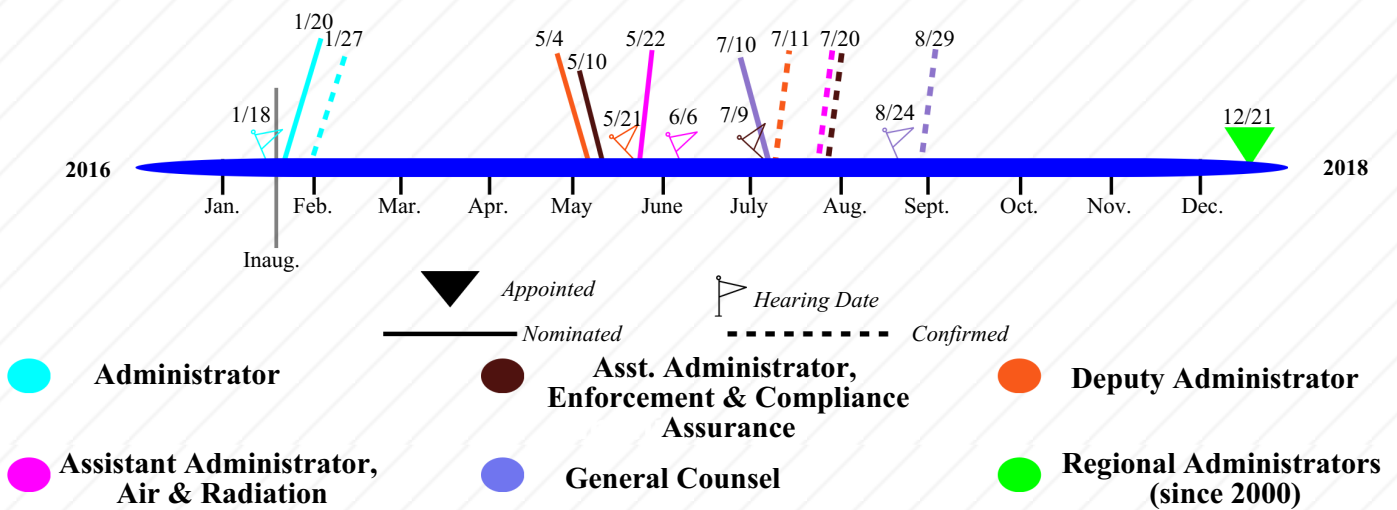 1/20
1/27
5/4
5/10
5/22
7/10
7/11
7/20
8/29
1/18
5/21
6/6
7/9
8/24
12/21
2016
2018
Jan.
Feb.
Mar.
Apr.
May
June
July
Aug.
Sept.
Oct.
Nov.
Dec.
Inaug.
Appointed
Hearing Date
Nominated
Confirmed
Administrator
Asst. Administrator,
Enforcement & Compliance
Assurance
Deputy Administrator
Assistant Administrator,
Air & Radiation
General Counsel
Regional Administrators
(since 2000)